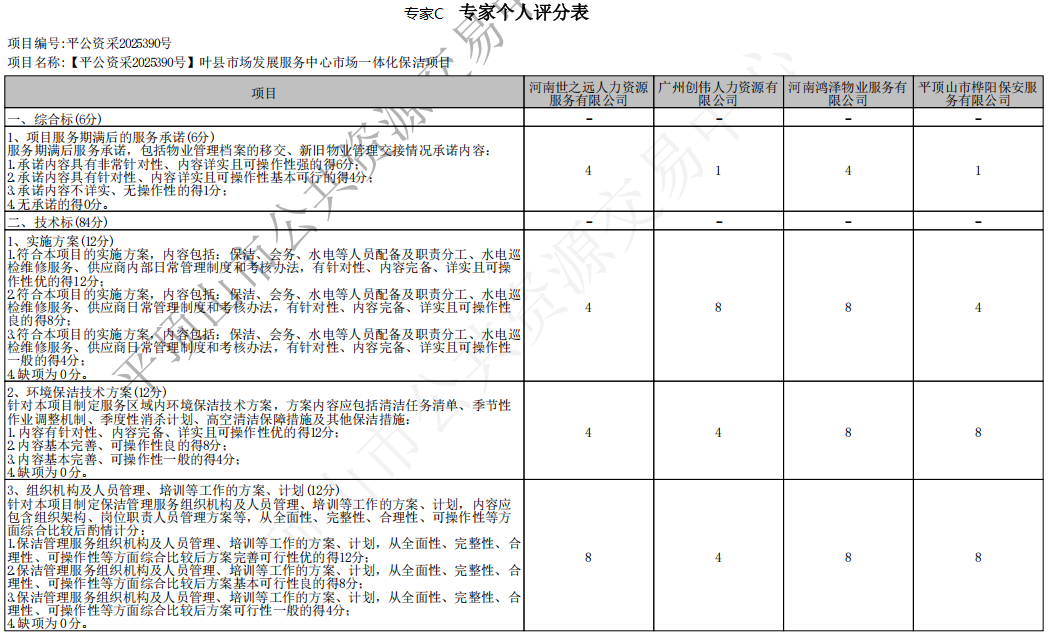 专家C 专家个人评分表
项目编号:平公资采2025390号
项目名称:【平公资采2025390号】叶县市场发展服务中心市场一体化保洁项目
项目 河南世之远人力资源服务有限公司 广州创伟人力资源有限公司 河南鸿泽物业服务有限公司 平顶山市桦阳保安服务有限公司
一、综合标(6分) - - - -
1、项目服务期满后的服务承诺(6分)
服务期满后服务承诺，包括物业管理档案的移交、新旧物业管理交接情况承诺内容：
1.承诺内容具有非常针对性、内容详实且可操作性强的得6分；
2.承诺内容具有针对性、内容详实且可操作性基本可行的得4分；
3.承诺内容不详实、无操作性的得1分；
4.无承诺的得0分。
4 1 4 1
二、技术标(84分) - - - -
1、实施方案(12分)
1.符合本项目的实施方案，内容包括：保洁、会务、水电等人员配备及职责分工、水电巡
检维修服务、供应商内部日常管理制度和考核办法，有针对性、内容完备、详实且可操
作性优的得12分；
2.符合本项目的实施方案，内容包括：保洁、会务、水电等人员配备及职责分工、水电巡
检维修服务、供应商日常管理制度和考核办法，有针对性、内容完备、详实且可操作性
良的得8分；
3.符合本项目的实施方案，内容包括：保洁、会务、水电等人员配备及职责分工、水电巡
检维修服务、供应商日常管理制度和考核办法，有针对性、内容完备、详实且可操作性
一般的得4分；
4.缺项为0分。
4 8 8 4
2、环境保洁技术方案(12分)
针对本项目制定服务区域内环境保洁技术方案，方案内容应包括清洁任务清单、季节性
作业调整机制、季度性消杀计划、高空清洁保障措施及其他保洁措施：
1.内容有针对性、内容完备、详实且可操作性优的得12分；
2.内容基本完善、可操作性良的得8分；
3.内容基本完善、可操作性一般的得4分；
4.缺项为0分。
4 4 8 8
3、组织机构及人员管理、培训等工作的方案、计划(12分)
针对本项目制定保洁管理服务组织机构及人员管理、培训等工作的方案、计划，内容应
包含组织架构、岗位职责人员管理方案等，从全面性、完整性、合理性、可操作性等方
面综合比较后酌情计分：
1.保洁管理服务组织机构及人员管理、培训等工作的方案、计划，从全面性、完整性、合
理性、可操作性等方面综合比较后方案完善可行性优的得12分；
2.保洁管理服务组织机构及人员管理、培训等工作的方案、计划，从全面性、完整性、合
理性、可操作性等方面综合比较后方案基本可行性良的得8分；
3.保洁管理服务组织机构及人员管理、培训等工作的方案、计划，从全面性、完整性、合
理性、可操作性等方面综合比较后方案可行性一般的得4分；
4.缺项为0分。
8 4 8 8
平顶山市公共资源交易中
山市公共资源交易中心